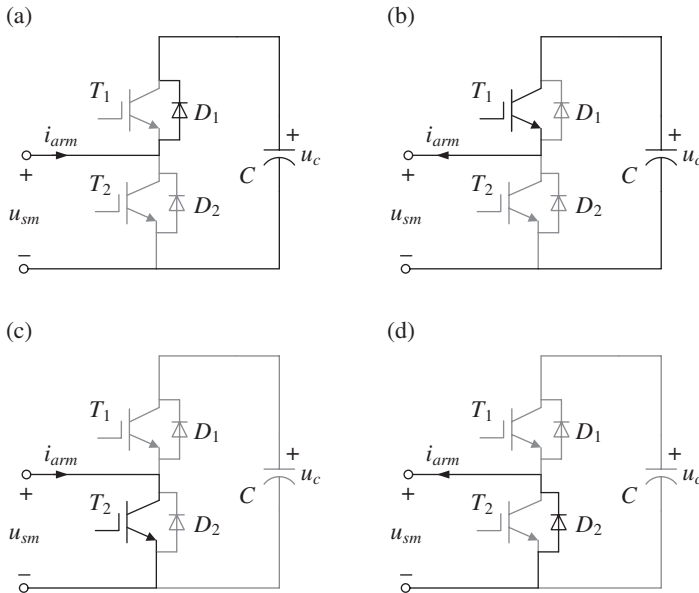 (a)
T1
D1
iarm
+
+
C
uc
T2
D2
usm
−
(b)
T1
D1
iarm
+
+
C
uc
T2
D2
usm
−
(c)
T1
D1
iarm
+
+
C
uc
T2
D2
usm
−
(d)
T1
D1
iarm
+
+
C
uc
T2
D2
usm
−